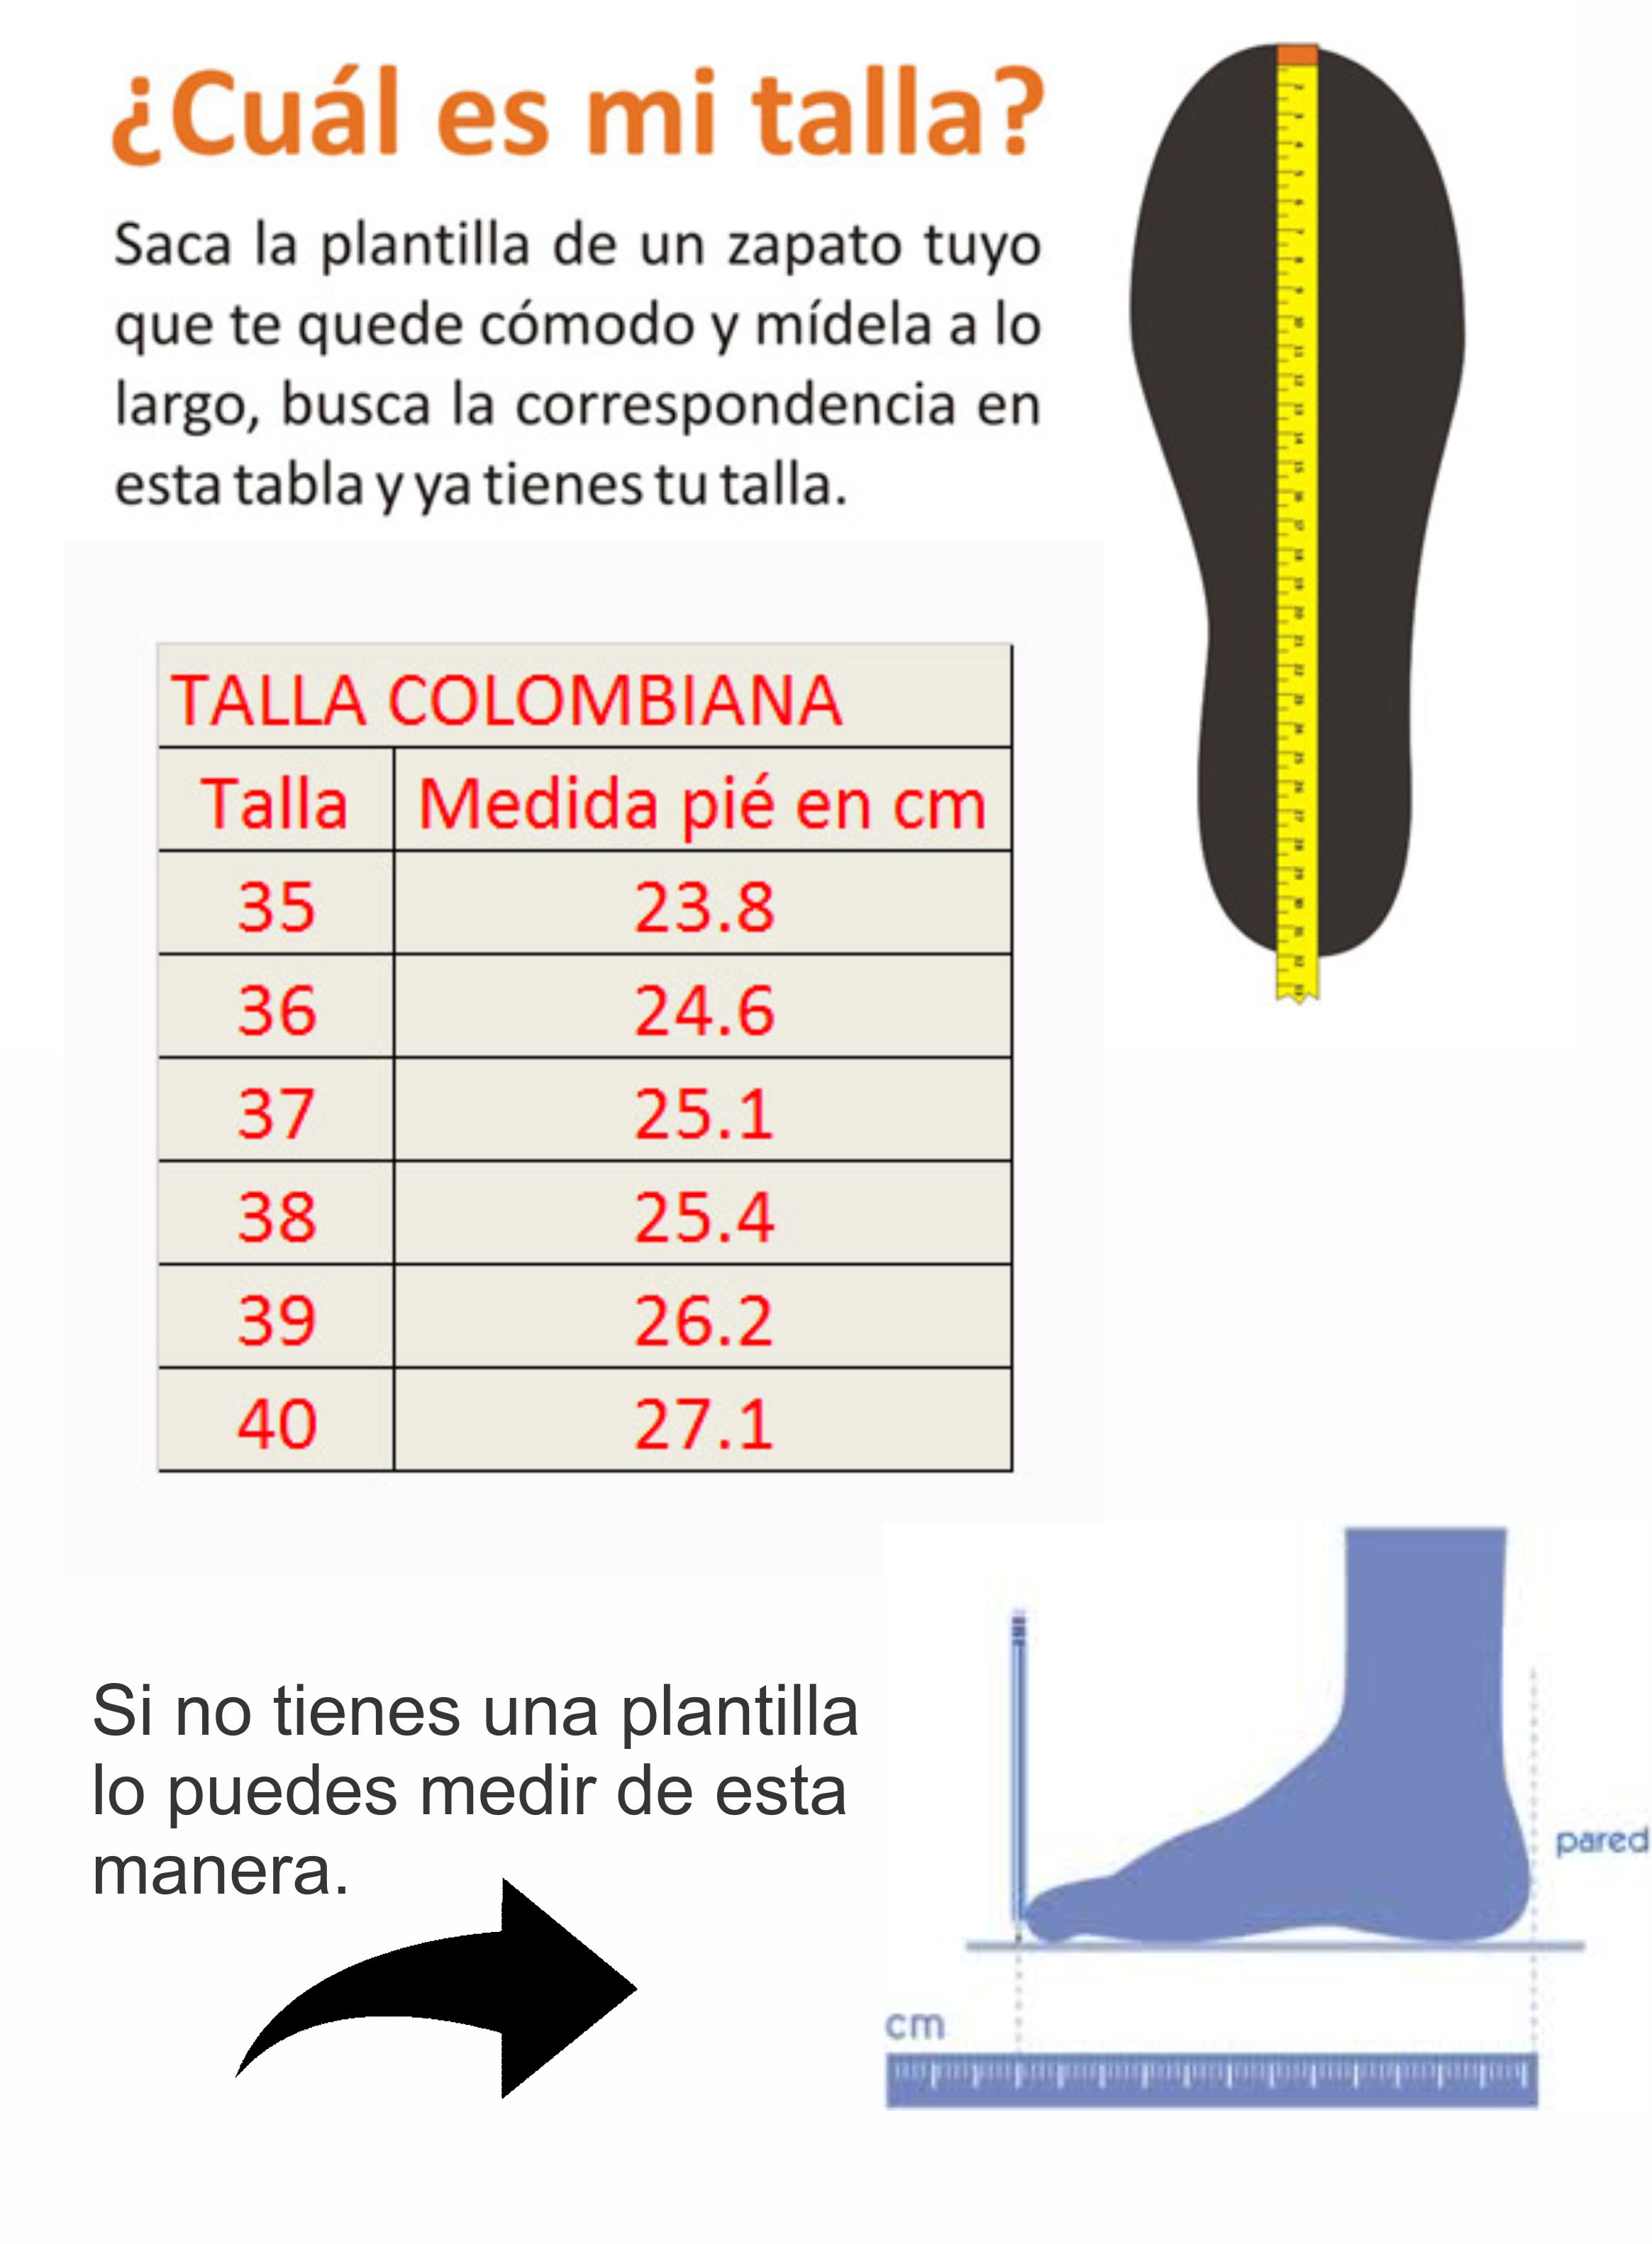 ¿Cuál es mi talla?
Saca la plantilla de un zapato tuyo
que te quede cómodo y mídela a lo
largo, busca la correspondencia en
esta tabla y ya tienes tu talla.
TALLA COLOMBIANA
Talla Medida pié en cm
35 23.8
36 24.6
37 25.1
38 25.4
39 26.2
40 27.1
Si no tienes una plantilla
lo puedes medir de esta
manera.
pared
cm